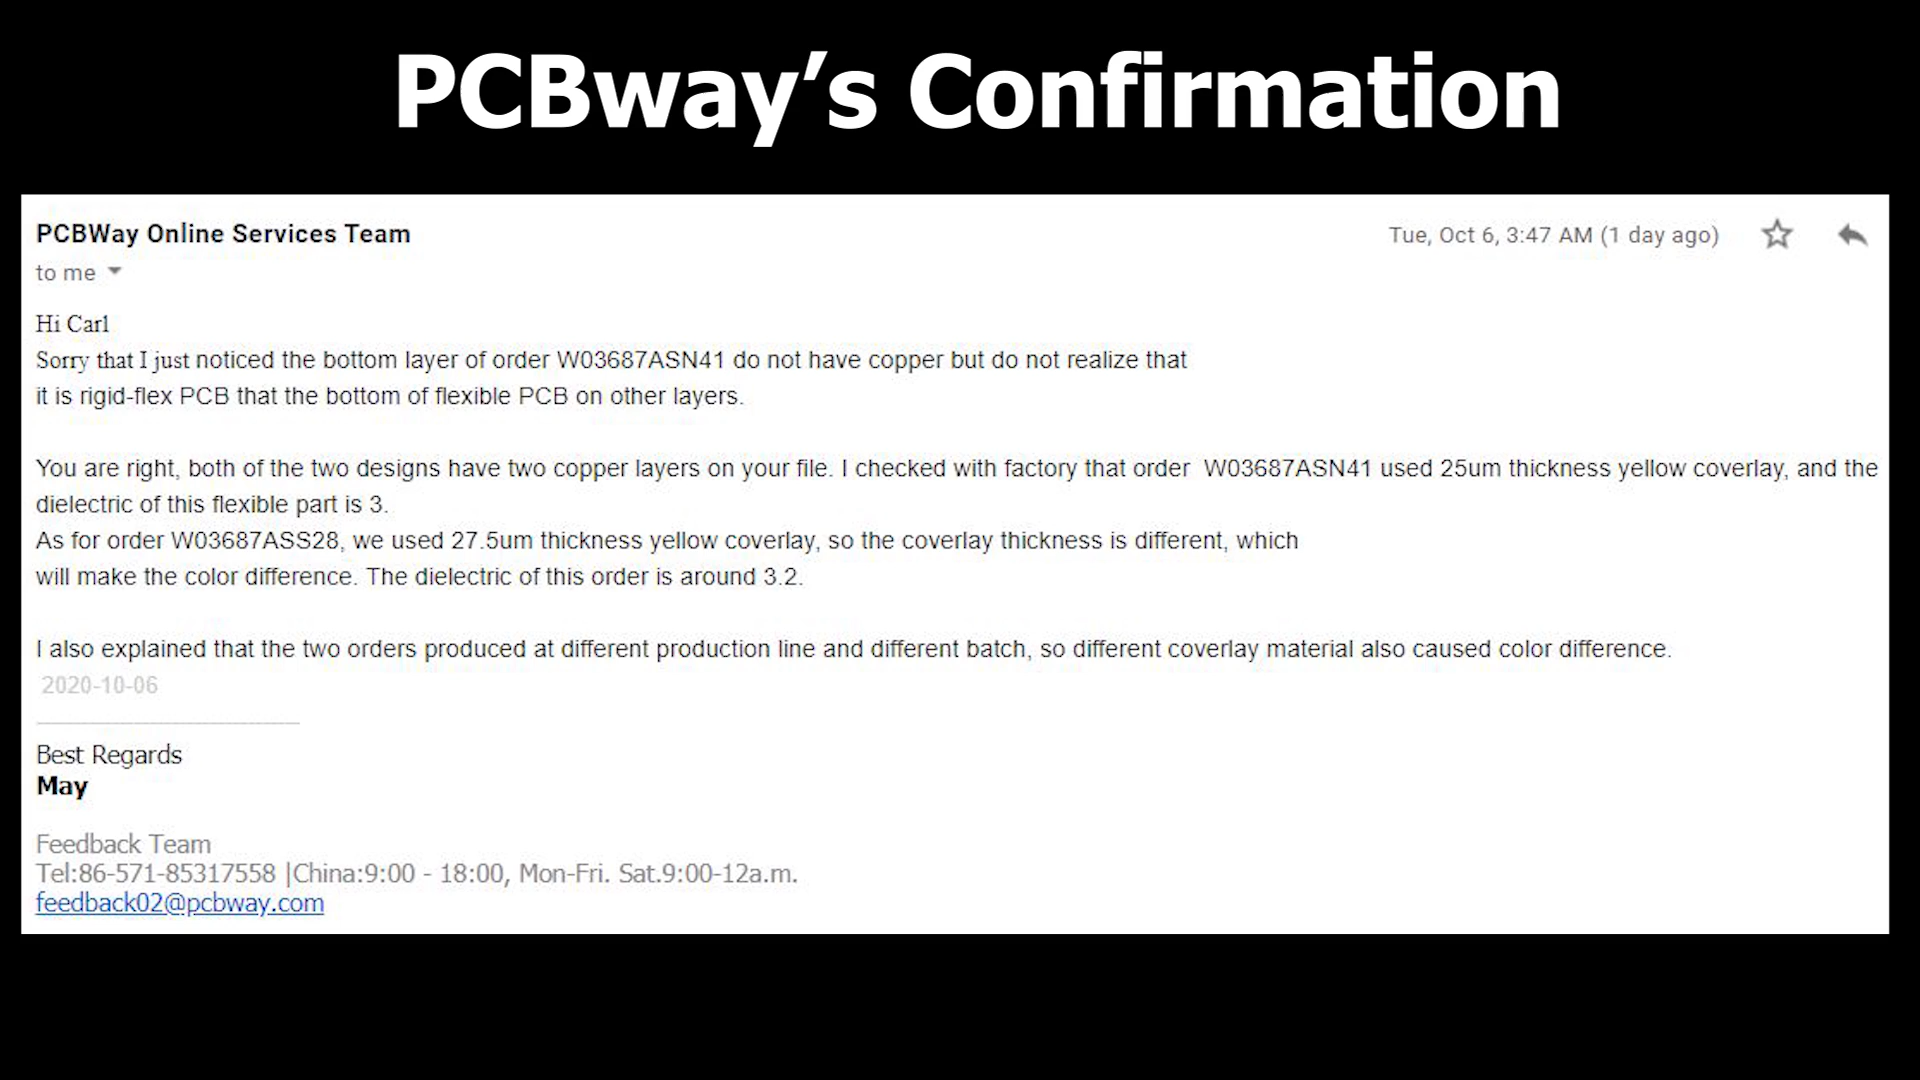 PCBway’s Confirmation
PCBWay Online Services Team
Tue, Oct 6, 3:47 AM (1 day ago)
to me
Hi Carl
Sorry that I just noticed the bottom layer of order W03687ASN41 do not have copper but do not realize that
it is rigid-flex PCB that the bottom of flexible PCB on other layers.
You are right, both of the two designs have two copper layers on your file. I checked with factory that order  W03687ASN41 used 25um thickness yellow coverlay, and the
dielectric of this flexible part is 3.
As for order W03687ASS28, we used 27.5um thickness yellow coverlay, so the coverlay thickness is different, which
will make the color difference. The dielectric of this order is around 3.2.
I also explained that the two orders produced at different production line and different batch, so different coverlay material also caused color difference.
2020-10-06
Best Regards
May
Feedback Team
Tel:86-571-85317558 |China:9:00 - 18:00, Mon-Fri. Sat.9:00-12a.m.
feedback02@pcbway.com